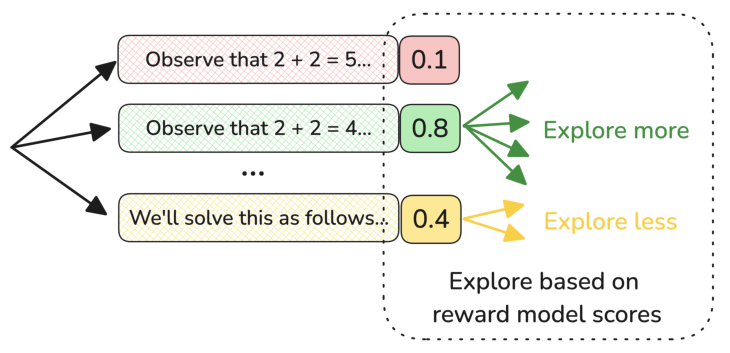 Observe that 2 + 2 = 5...
0.1
Observe that 2 + 2 = 4...
0.8
Explore more
...
We'll solve this as follows...
0.4
Explore less
Explore based on
reward model scores